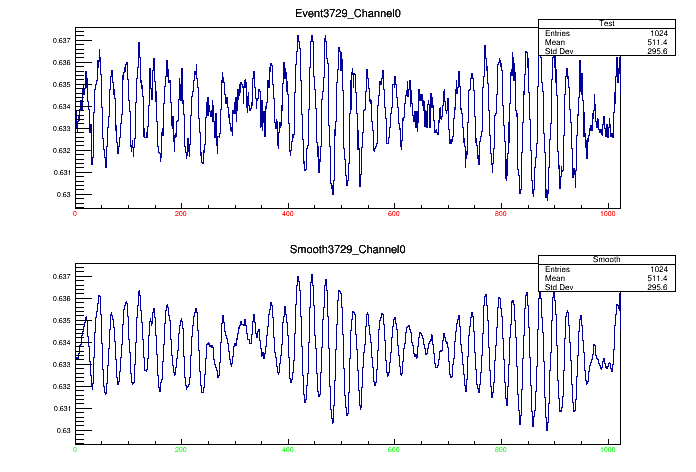 Event3729_Channel0
Test
Entries 1024
Mean 511.4
Std Dev 295.6
0.637
0.636
0.635
0.634
0.633
0.632
0.631
0.63
0 200 400 600 800 1000
Smooth3729_Channel0
Smooth
Entries 1024
Mean 511.4
Std Dev 295.6
0.637
0.636
0.635
0.634
0.633
0.632
0.631
0.63
0 200 400 600 800 1000